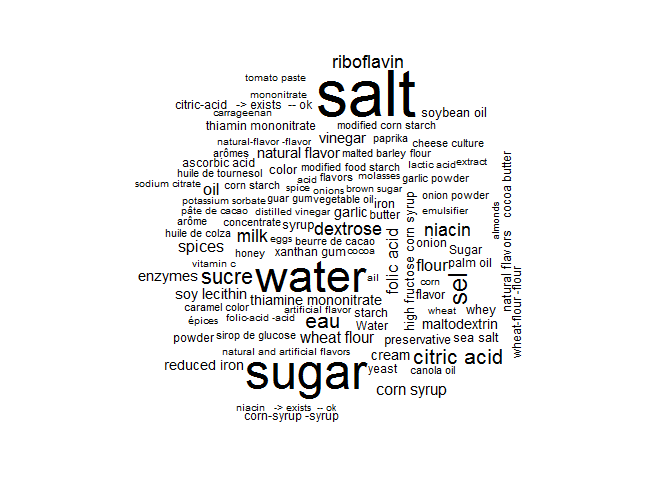 riboflavin
tomato paste
salt
mononitrate
citric-acid -> exists -- ok
carrageenan
soybean oil
thiamin mononitrate
modified corn starch
natural-flavor -flavor
vinegar
paprika
cheese culture
arômes
natural flavor
malted barley flour
ascorbic acid
color
modified food starch
lactic acid
extract
huile de tournesol
acid
flavors
molasses
garlic powder
cocoa butter
sodium citrate
oil
corn starch
spice
onions
brown sugar
onion powder
potassium sorbate
guar gum
vegetable oil
iron
almonds
pâte de cacao
distilled vinegar
garlic
butter
emulsifier
arôme
concentrate
syrup
dextrose
high fructose corn syrup
niacin
huile de colza
milk
eggs
beurre de cacao
folic acid
onion
Sugar
natural flavors
spices
honey
xanthan gum
cocoa
palm oil
vitamin c
flour
enzymes
sucre
water
ail
corn
sel
soy lecithin
thiamine mononitrate
flavor
wheat-flour -flour
caramel color
artificial flavor
starch
wheat
whey
épices
folic-acid -acid
eau
Water
maltodextrin
powder
sirop de glucose
wheat flour
preservative
sea salt
natural and artificial flavors
cream
citric acid
reduced iron
sugar
yeast
canola oil
corn syrup
niacin -> exists -- ok
corn-syrup -syrup